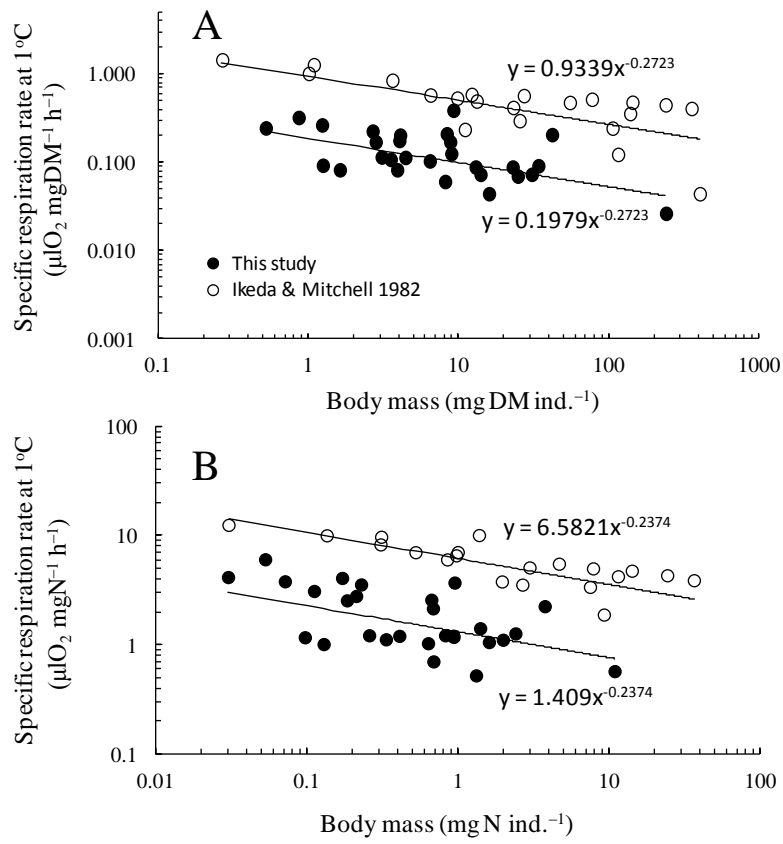 A
Specific respiration rate at 1°C
(μlO₂ mgDM⁻¹ h⁻¹)
1.000
0.100
0.010
0.001
y = 0.9339x⁻⁰·²⁷²³
y = 0.1979x⁻⁰·²⁷²³
This study
Ikeda & Mitchell 1982
0.1 1 10 100 1000
Body mass (mg DM ind.⁻¹)
B
Specific respiration rate at 1°C
(μlO₂ mgN⁻¹ h⁻¹)
100
10
1
0.1
y = 6.5821x⁻⁰·²³⁷⁴
y = 1.409x⁻⁰·²³⁷⁴
0.01 0.1 1 10 100
Body mass (mg N ind.⁻¹)